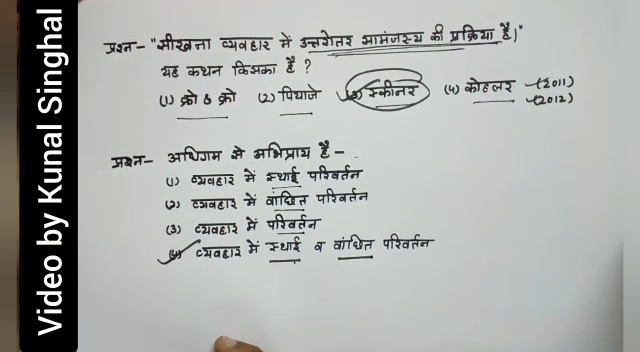 Video by Kunal Singhal
प्रश्न- "सीखना व्यवहार में उत्तरोतर सामंजस्य की प्रक्रिया है।"
यह कथन किसका है ?
(1) क्रो & क्रो (2) पियाजे (3) स्कीनर (4) कोहलर -(2011)
-(2012)
प्रश्न- अधिगम से अभिप्राय है -
(1) व्यवहार में स्थाई परिवर्तन
(2) व्यवहार में वांछित परिवर्तन
(3) व्यवहार में परिवर्तन
(4) व्यवहार में स्थाई व वांछित परिवर्तन